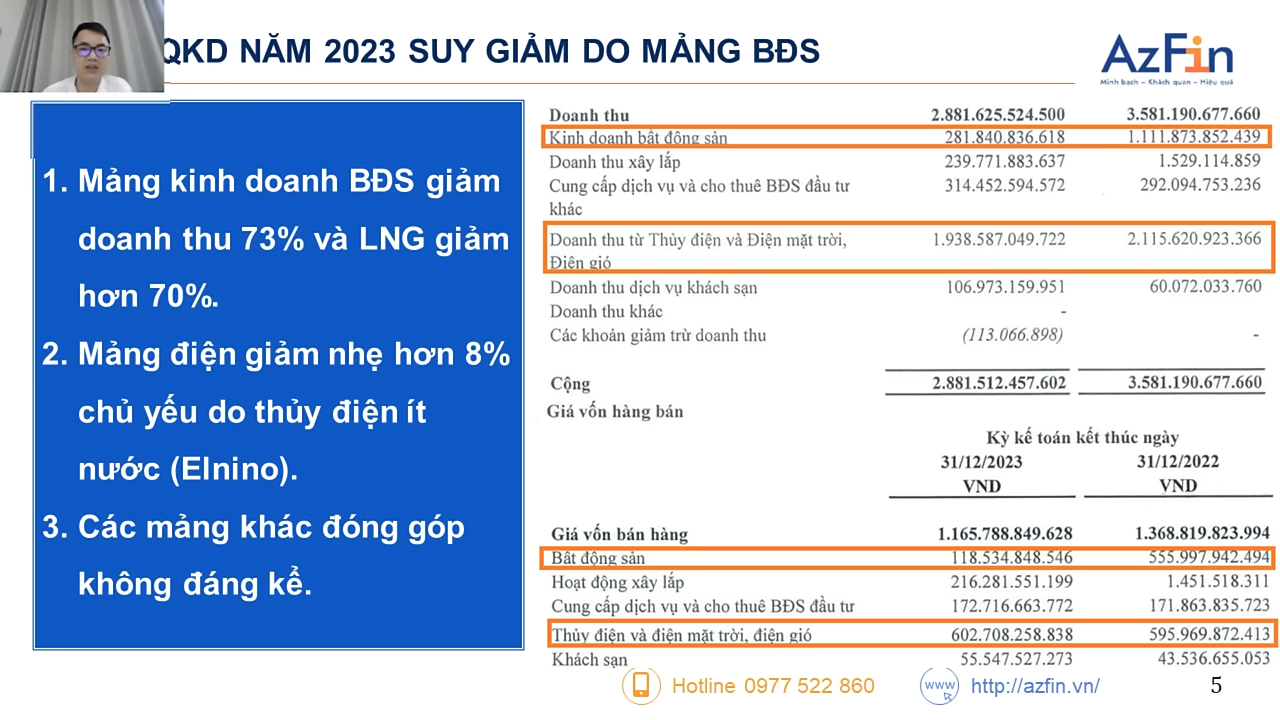 QKD NĂM 2023 SUY GIẢM DO MẢNG BĐS
AzFin
Minh bạch – Khách quan – Hiệu quả
1. Mảng kinh doanh BĐS giảm
doanh thu 73% và LNG giảm
hơn 70%.
2. Mảng điện giảm nhẹ hơn 8%
chủ yếu do thủy điện ít
nước (Elnino).
3. Các mảng khác đóng góp
không đáng kể.
Doanh thu 2.881.625.524.500 3.581.190.677.660
Kinh doanh bất động sản 281.840.836.618 1.111.873.852.439
Doanh thu xây lắp 239.771.883.637 1.529.114.859
Cung cấp dịch vụ và cho thuê BĐS đầu tư 314.452.594.572 292.094.753.236
khác
Doanh thu từ Thủy điện và Điện mặt trời, 1.938.587.049.722 2.115.620.923.366
Điện gió
Doanh thu dịch vụ khách sạn 106.973.159.951 60.072.033.760
Doanh thu khác -
Các khoản giảm trừ doanh thu (113.066.898) -
Cộng 2.881.512.457.602 3.581.190.677.660
Giá vốn hàng bán
Kỳ kế toán kết thúc ngày
31/12/2023 31/12/2022
VND VND
Giá vốn bán hàng 1.165.788.849.628 1.368.819.823.994
Bất động sản 118.534.848.546 555.997.942.494
Hoạt động xây lắp 216.281.551.199 1.451.518.311
Cung cấp dịch vụ và cho thuê BĐS đầu tư 172.716.663.772 171.863.835.723
Thủy điện và điện mặt trời, điện gió 602.708.258.838 595.969.872.413
Khách sạn 55.547.527.273 43.536.655.053
Hotline 0977 522 860 www http://azfin.vn/ 5